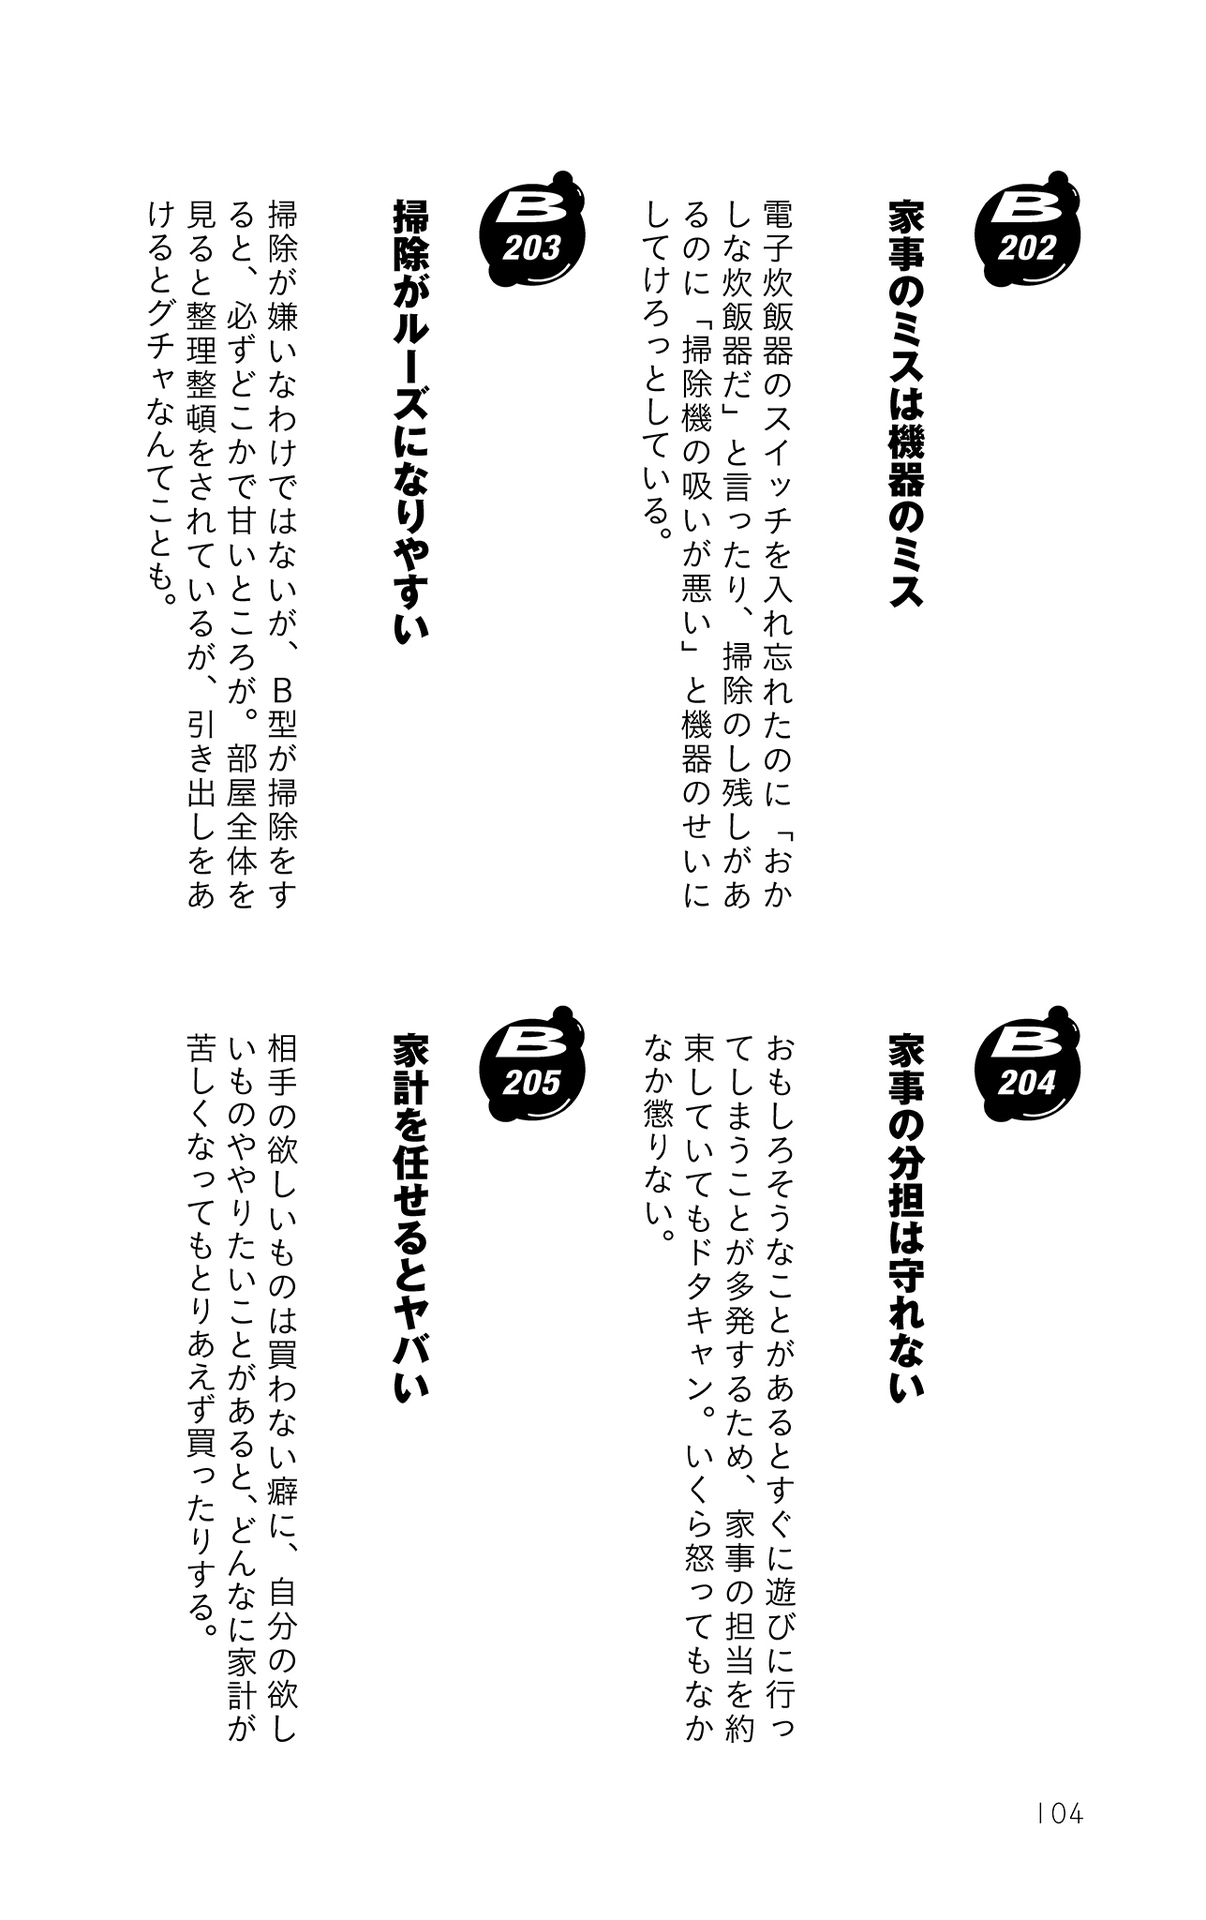 B
202
家事のミスは機器のミス
電子炊飯器のスイッチを入れ忘れたのに「おか
しな炊飯器だ」と言ったり、掃除のし残しがあ
るのに「掃除機の吸いが悪い」と機器のせいに
してけろっとしている。
B
203
掃除がルーズになりやすい
掃除が嫌いなわけではないが、B型が掃除をす
ると、必ずどこかで甘いところが。部屋全体を
見ると整理整頓をされているが、引き出しをあ
けるとグチャなんてことも。
B
204
家事の分担は守れない
おもしろそうなことがあるとすぐに遊びに行っ
てしまうことが多発するため、家事の担当を約
束していてもドタキャン。いくら怒ってもなか
なか懲りない。
B
205
家計を任せるとヤバい
相手の欲しいものは買わない癖に、自分の欲し
いものややりたいことがあると、どんなに家計が
苦しくなってもとりあえず買ったりする。
104